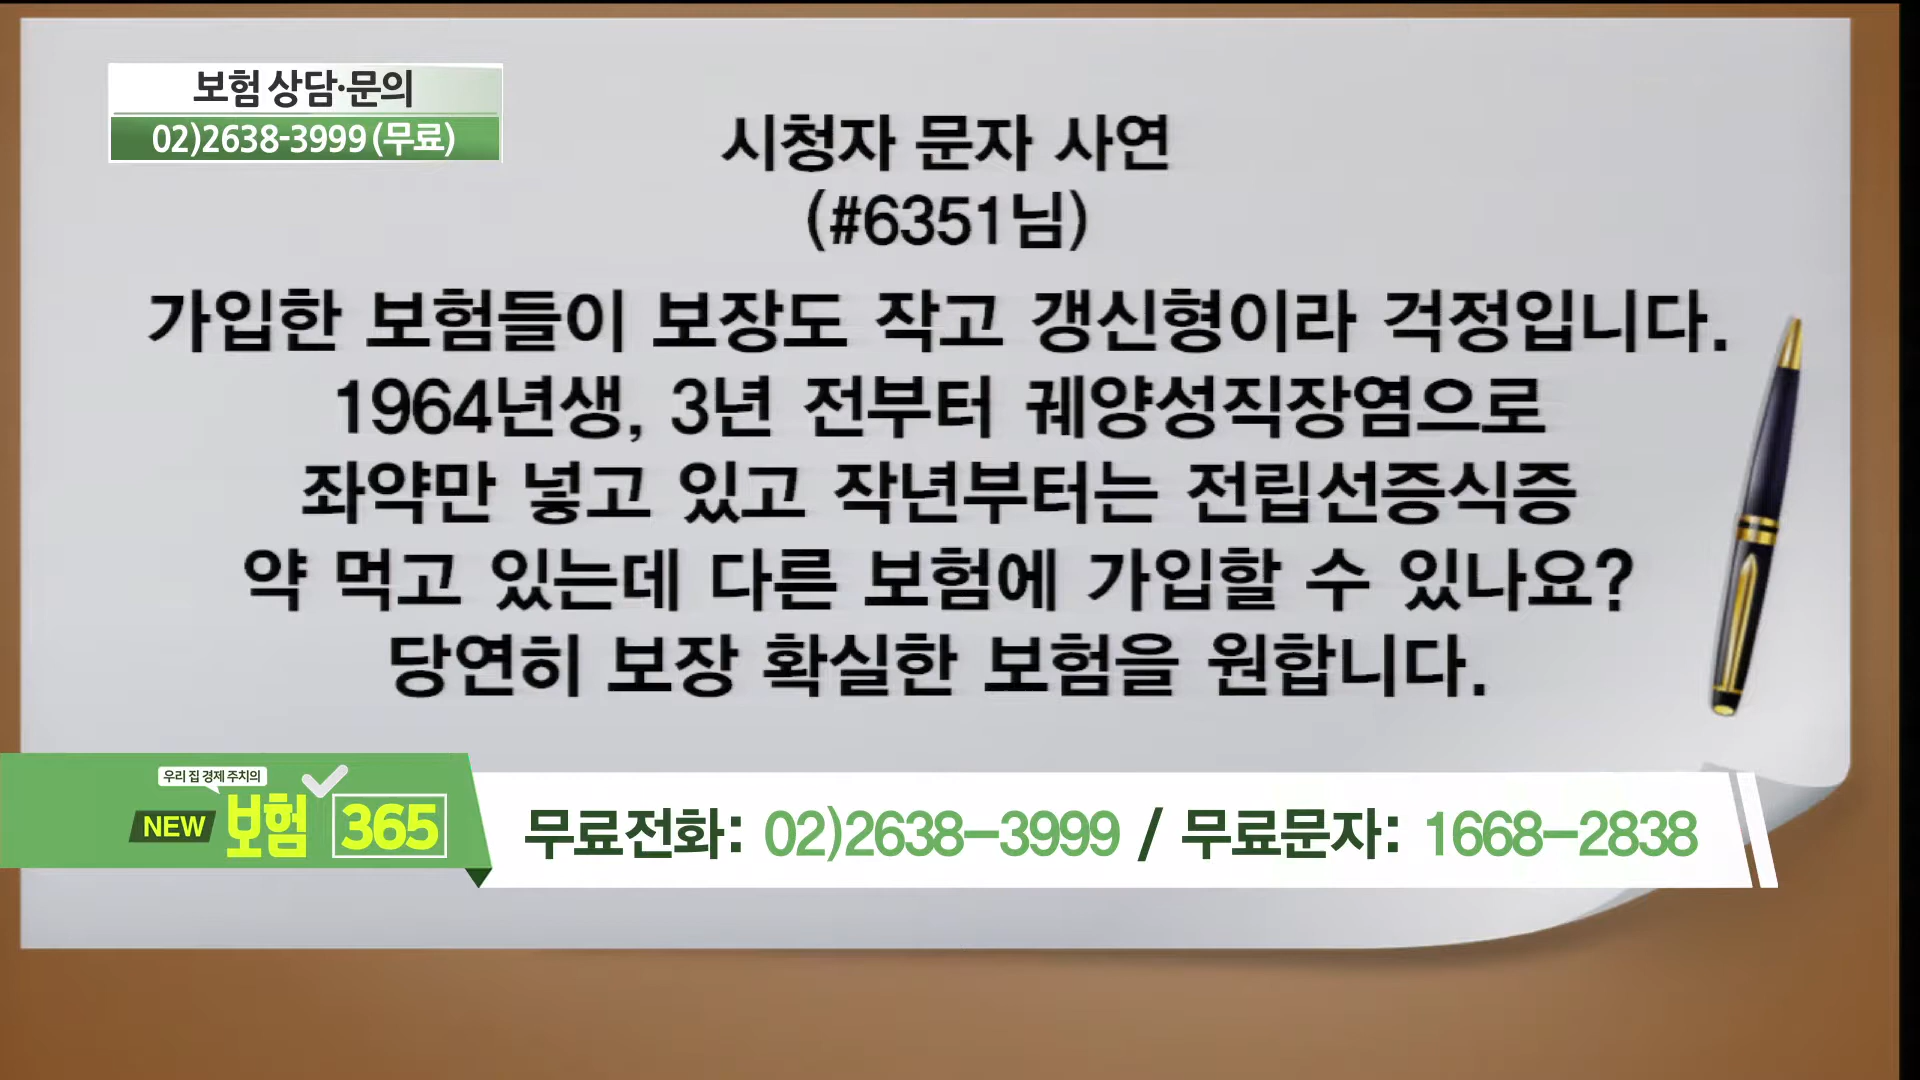 보험 상담·문의
02)2638-3999 (무료)
시청자 문자 사연
(#6351님)
가입한 보험들이 보장도 작고 갱신형이라 걱정입니다.
1964년생, 3년 전부터 궤양성직장염으로
좌약만 넣고 있고 작년부터는 전립선증식증
약 먹고 있는데 다른 보험에 가입할 수 있나요?
당연히 보장 확실한 보험을 원합니다.
우리 집 경제 주치의
NEW 보험 365
무료전화: 02)2638-3999 / 무료문자: 1668-2838